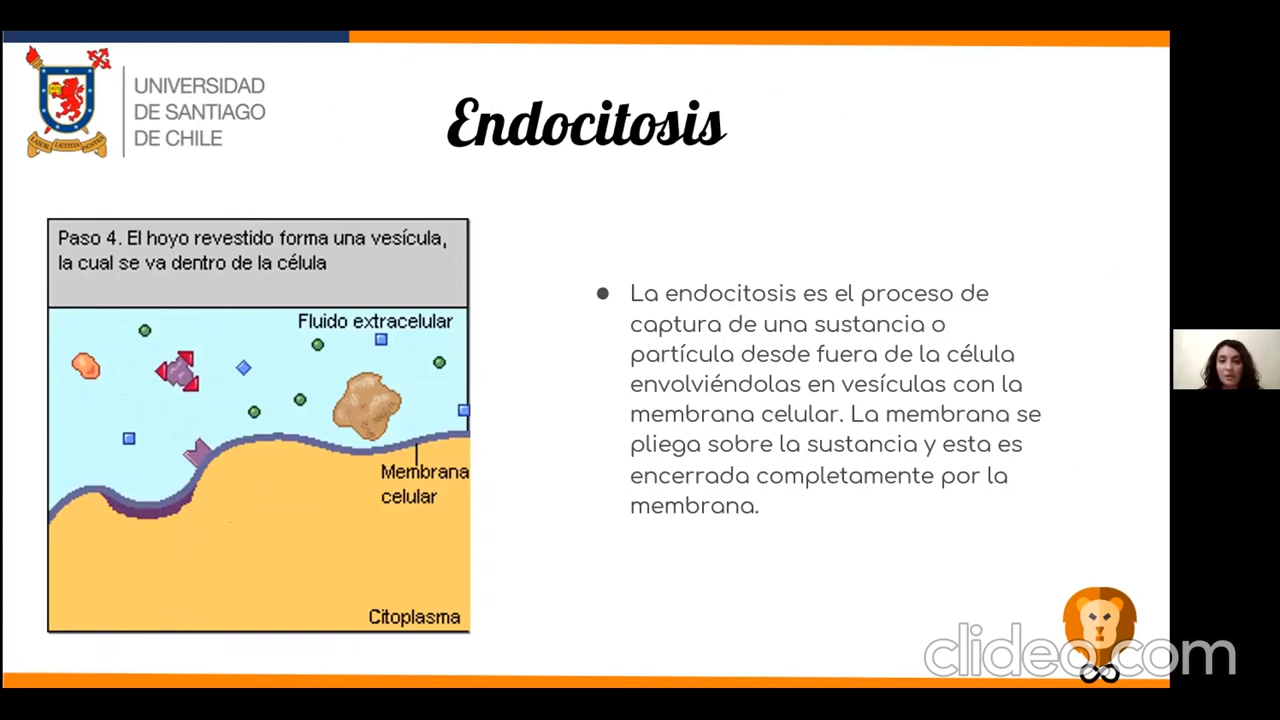 UNIVERSIDAD
DE SANTIAGO
DE CHILE
LABOR LÆTITIA NOSTRA
Endocitosis
Paso 4. El hoyo revestido forma una vesícula,
la cual se va dentro de la célula
Fluido extracelular
Membrana
celular
Citoplasma
● La endocitosis es el proceso de
captura de una sustancia o
partícula desde fuera de la célula
envolviéndolas en vesículas con la
membrana celular. La membrana se
pliega sobre la sustancia y esta es
encerrada completamente por la
membrana.
clideo.com